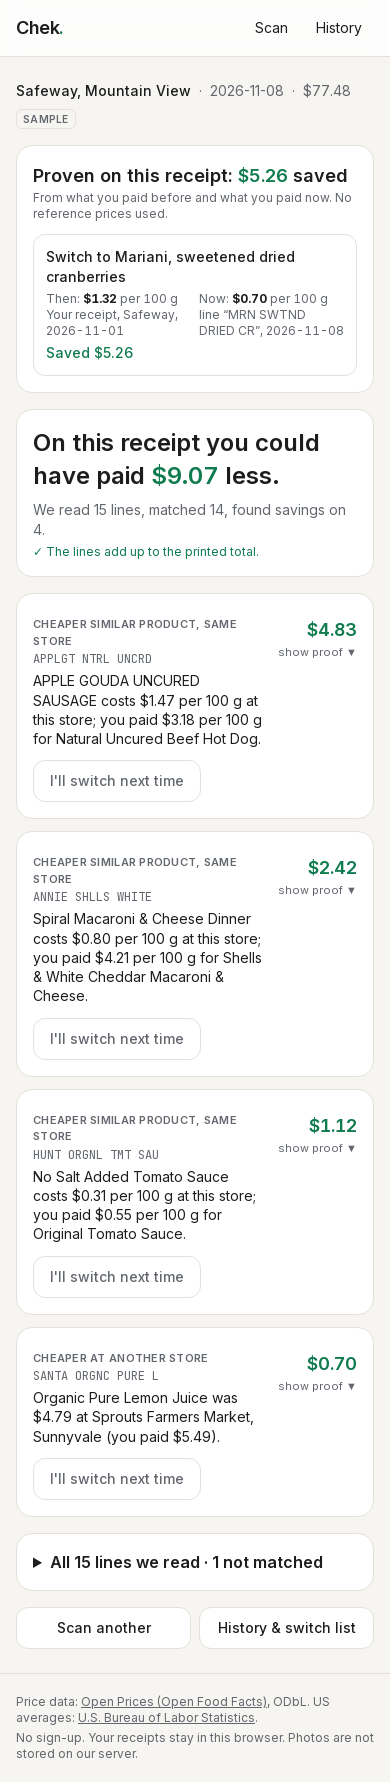 Chek.
Scan
History
Safeway, Mountain View · 2026-11-08 · $77.48
SAMPLE
Proven on this receipt: $5.26 saved
From what you paid before and what you paid now. No
reference prices used.
Switch to Mariani, sweetened dried
cranberries
Then: $1.32 per 100 g
Your receipt, Safeway,
2026-11-01
Now: $0.70 per 100 g
line “MRN SWTND
DRIED CR”, 2026-11-08
Saved $5.26
On this receipt you could
have paid $9.07 less.
We read 15 lines, matched 14, found savings on
4.
✓ The lines add up to the printed total.
CHEAPER SIMILAR PRODUCT, SAME
STORE
$4.83
show proof ▼
APPLGT NTRL UNCRD
APPLE GOUDA UNCURED
SAUSAGE costs $1.47 per 100 g at
this store; you paid $3.18 per 100 g
for Natural Uncured Beef Hot Dog.
I'll switch next time
CHEAPER SIMILAR PRODUCT, SAME
STORE
$2.42
show proof ▼
ANNIE SHLLS WHITE
Spiral Macaroni & Cheese Dinner
costs $0.80 per 100 g at this store;
you paid $4.21 per 100 g for Shells
& White Cheddar Macaroni &
Cheese.
I'll switch next time
CHEAPER SIMILAR PRODUCT, SAME
STORE
$1.12
show proof ▼
HUNT ORGNL TMT SAU
No Salt Added Tomato Sauce
costs $0.31 per 100 g at this store;
you paid $0.55 per 100 g for
Original Tomato Sauce.
I'll switch next time
CHEAPER AT ANOTHER STORE
$0.70
show proof ▼
SANTA ORGNC PURE L
Organic Pure Lemon Juice was
$4.79 at Sprouts Farmers Market,
Sunnyvale (you paid $5.49).
I'll switch next time
▶ All 15 lines we read · 1 not matched
Scan another
History & switch list
Price data: Open Prices (Open Food Facts), ODbL. US
averages: U.S. Bureau of Labor Statistics.
No sign-up. Your receipts stay in this browser. Photos are not
stored on our server.